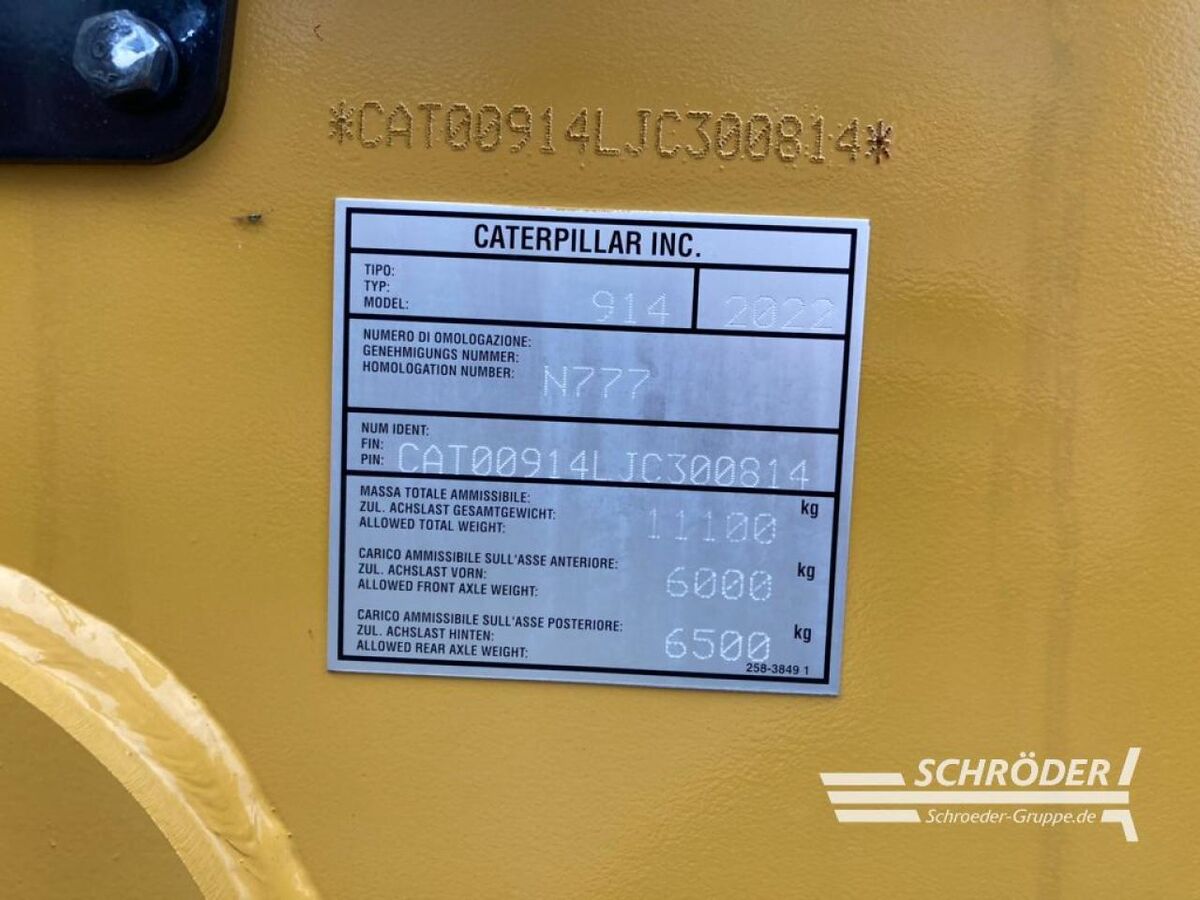 *CAT00914LJC300814*
CATERPILLAR INC.
TIPO:
TYP:
MODEL: 914 2022
NUMERO DI OMOLOGAZIONE:
GENEHMIGUNGS NUMMER:
HOMOLOGATION NUMBER: N777
NUM IDENT:
FIN:
PIN: CAT00914LJC300814
MASSA TOTALE AMMISSIBILE:
ZUL. ACHSLAST GESAMTGEWICHT:
ALLOWED TOTAL WEIGHT: 11100 kg
CARICO AMMISSIBILE SULL'ASSE ANTERIORE:
ZUL. ACHSLAST VORN:
ALLOWED FRONT AXLE WEIGHT: 6000 kg
CARICO AMMISSIBILE SULL'ASSE POSTERIORE:
ZUL. ACHSLAST HINTEN:
ALLOWED REAR AXLE WEIGHT: 6500 kg
258-3849 1
SCHRÖDER
Schroeder-Gruppe.de